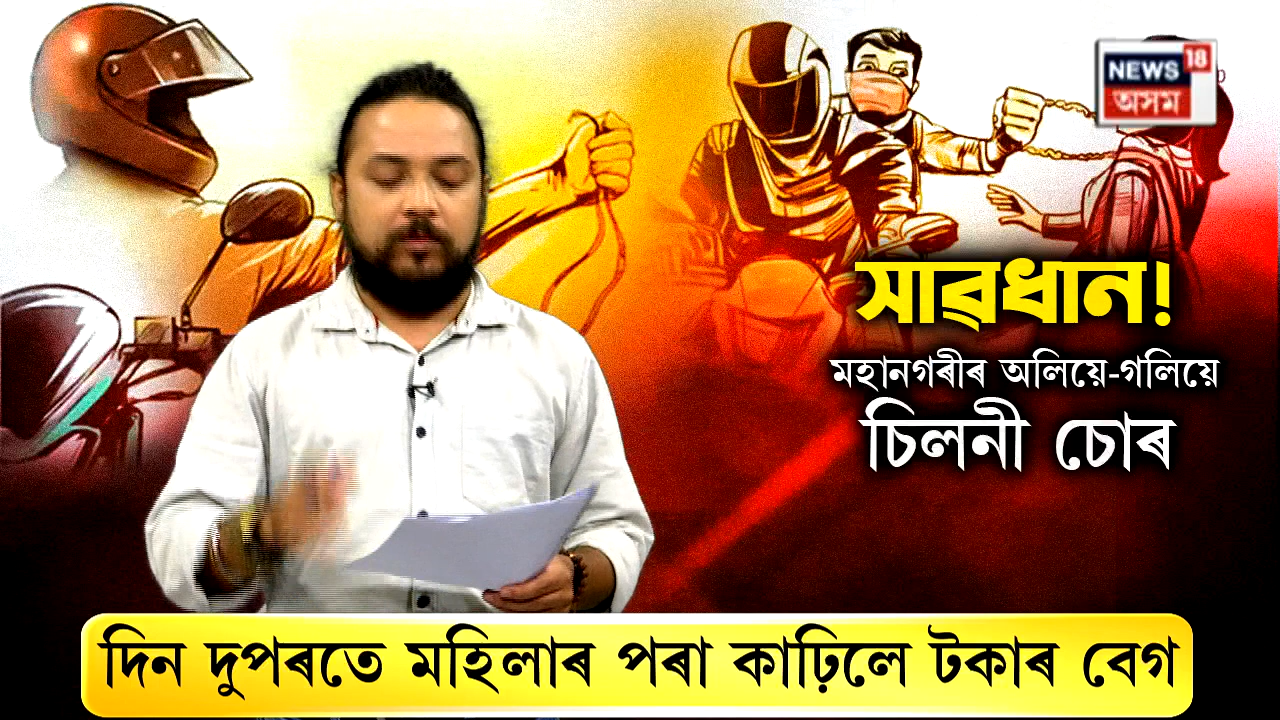 NEWS 18
অসম
সাৱধান!
মহানগৰীৰ অলিয়ে-গলিয়ে
চিলনী চোৰ
দিন দুপৰতে মহিলাৰ পৰা কাঢ়িলে টকাৰ বেগ